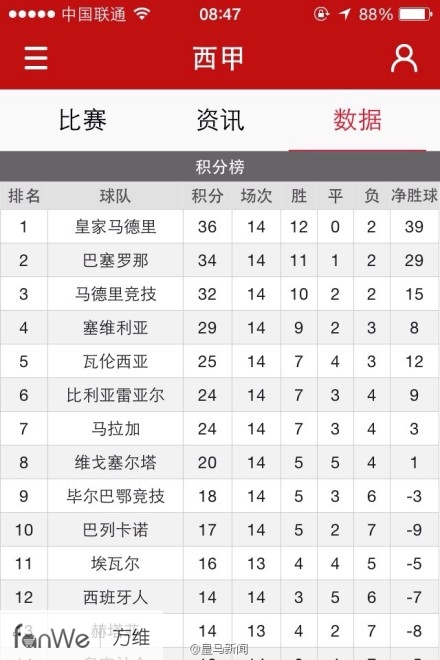 中国联通 08:47 88%
西甲
比赛 资讯 数据
积分榜
排名 球队 积分 场次 胜 平 负 净胜球
1 皇家马德里 36 14 12 0 2 39
2 巴塞罗那 34 14 11 1 2 29
3 马德里竞技 32 14 10 2 2 15
4 塞维利亚 29 14 9 2 3 8
5 瓦伦西亚 25 14 7 4 3 12
6 比利亚雷亚尔 24 14 7 3 4 9
7 马拉加 24 14 7 3 4 3
8 维戈塞尔塔 20 14 5 5 4 1
9 毕尔巴鄂竞技 18 14 5 3 6 -3
10 巴列卡诺 17 14 5 2 7 -9
11 埃瓦尔 16 13 4 4 5 -5
12 西班牙人 14 14 3 5 6 -7
13 赫塔菲 14 13 4 2 7 -8
fanWe 方维
@皇马新闻